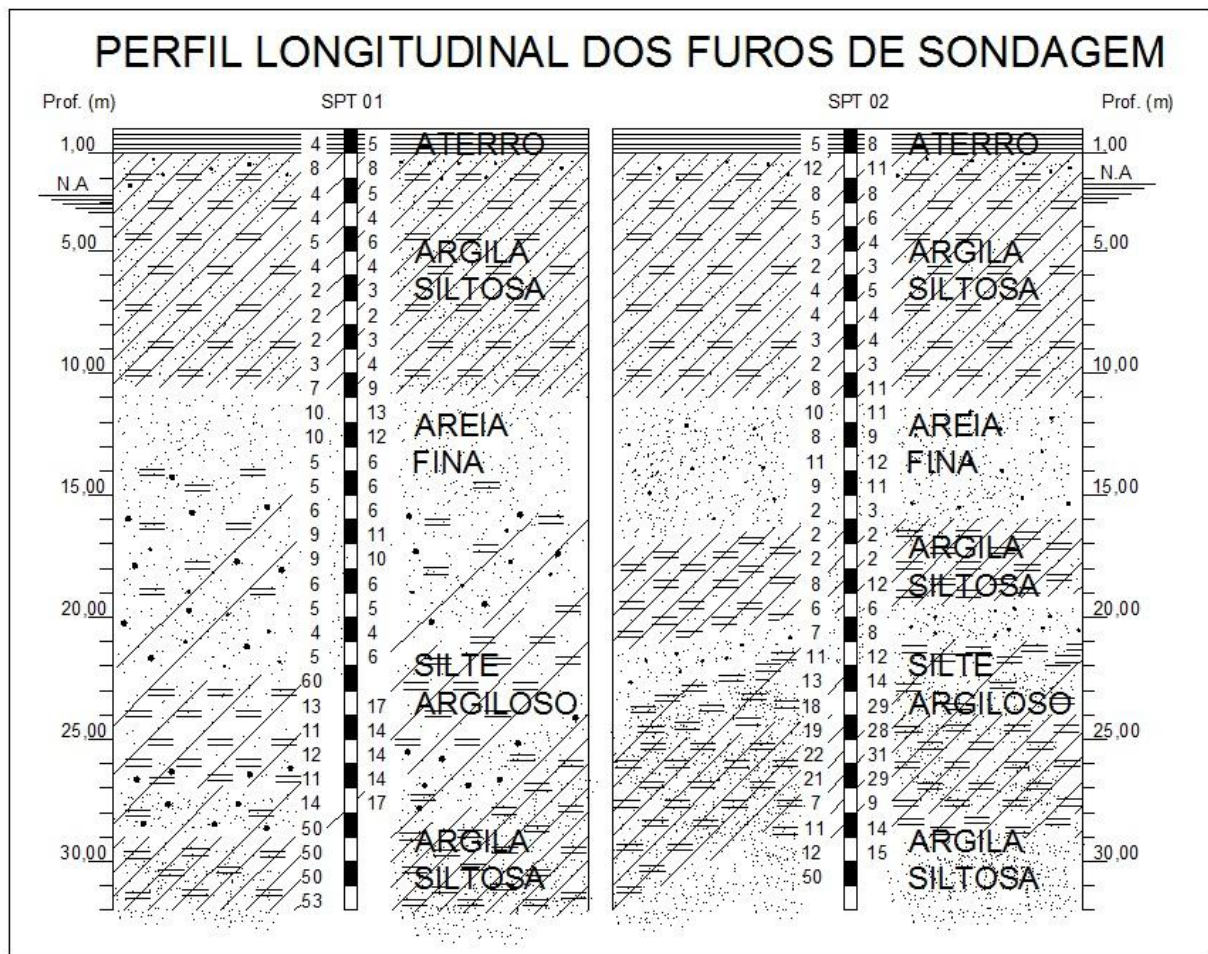 PERFIL LONGITUDINAL DOS FUROS DE SONDAGEM
Prof. (m) SPT 01 SPT 02 Prof. (m)
1,00 4 5 ATERRO 5 8 ATERRO 1,00
8 8 12 11
N.A 4 5 8 8 N.A
4 4 5 6
5,00 5 6 ARGILA 3 4 ARGILA 5,00
4 4 2 3
2 3 SILTOSA 4 5 SILTOSA
2 2 4 4
2 3 3 4
10,00 3 4 2 3 10,00
7 9 8 11
10 13 AREIA 10 11 AREIA
10 12 8 9
5 6 FINA 11 12 FINA
15,00 5 6 9 11 15,00
6 6 2 3
9 11 2 2 ARGILA
9 10 2 2
6 6 8 12 SILTOSA
20,00 5 5 6 6 20,00
4 4 7 8
5 6 SILTE 11 12 SILTE
60 13 14
13 17 ARGILOSO 18 29 ARGILOSO
25,00 11 14 19 28 25,00
12 14 22 31
11 14 21 29
14 17 7 9
50 ARGILA 11 14 ARGILA
30,00 50 12 15 30,00
50 SILTOSA 50 SILTOSA
53